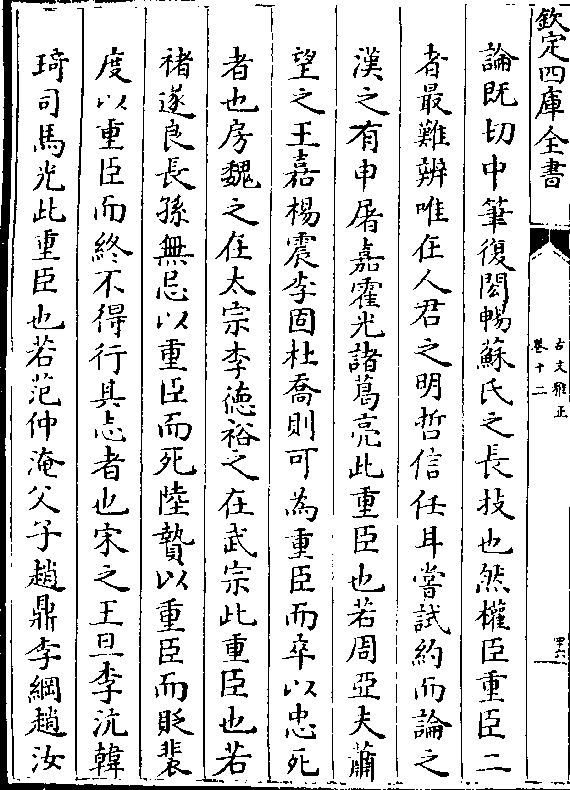 欽定四庫全書
古文雅正
卷十二
論既切中筆復閎暢蘇氏之長技也然權臣重臣二
者最難辨唯在人君之明哲信任耳嘗試約而論之
漢之有申屠嘉霍光諸葛亮此重臣也若周亞夫蕭
望之王嘉楊震李固杜喬則可為重臣而卒以忠死
者也房魏之在太宗李德裕之在武宗此重臣也若
褚遂良長孫無忌以重臣而死陸贄以重臣而貶裴
度以重臣而終不得行其志者也宋之王旦李沆韓
琦司馬光此重臣也若范仲淹父子趙鼎李綱趙汝